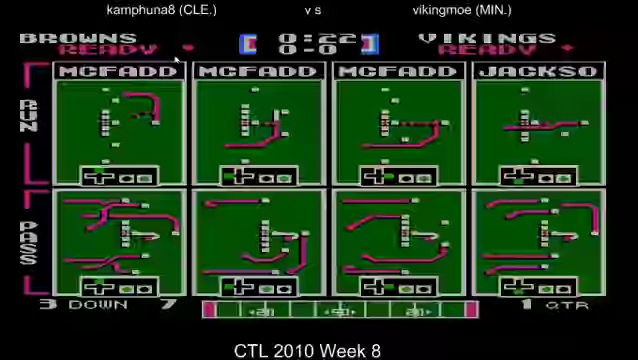 kamphuna8 (CLE.) v s vikingmoe (MIN.)
BROWNS 0:22 VIKINGS
READY 0-0 READY
MCFADD MCFADD MCFADD JACKSO
RUN
PASS
3 DOWN 7 1 QTR
CTL 2010 Week 8